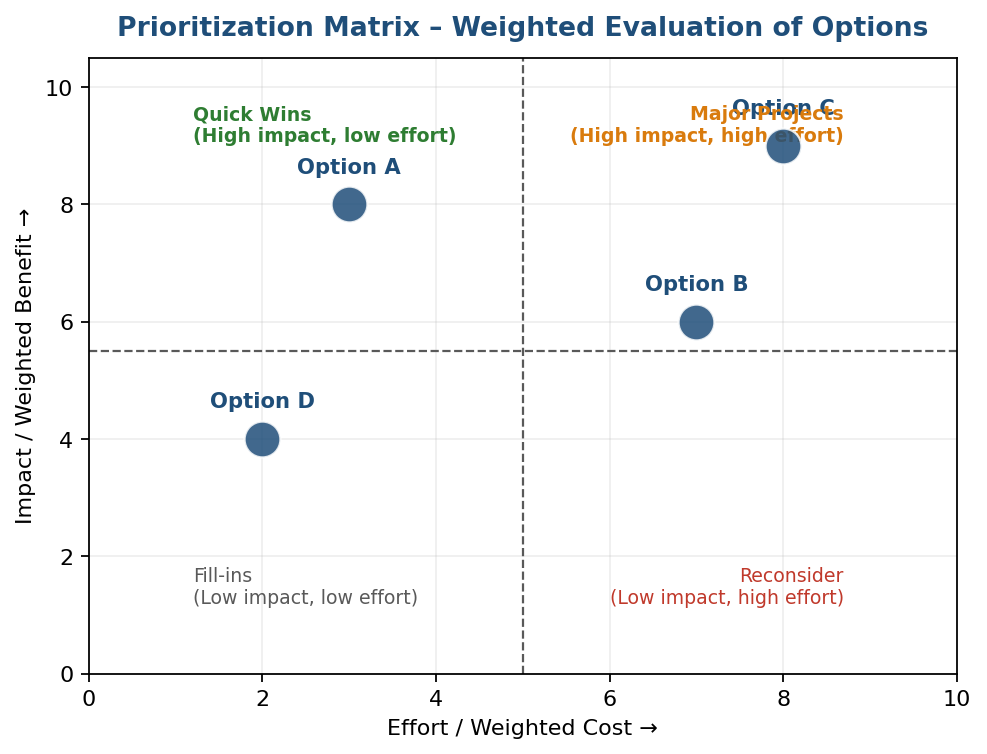 Prioritization Matrix – Weighted Evaluation of Options
Impact / Weighted Benefit →
10
8
6
4
2
0
Quick Wins
(High impact, low effort)
Option A
Option C
Major Projects
(High impact, high effort)
Option B
Option D
Fill-ins
(Low impact, low effort)
Reconsider
(Low impact, high effort)
0
2
4
6
8
10
Effort / Weighted Cost →